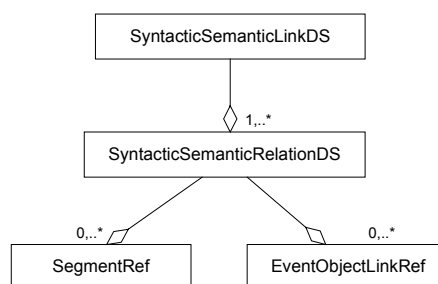 SyntacticSemanticLinkDS
1,..*
SyntacticSemanticRelationDS
0,..*
0,..*
SegmentRef
EventObjectLinkRef